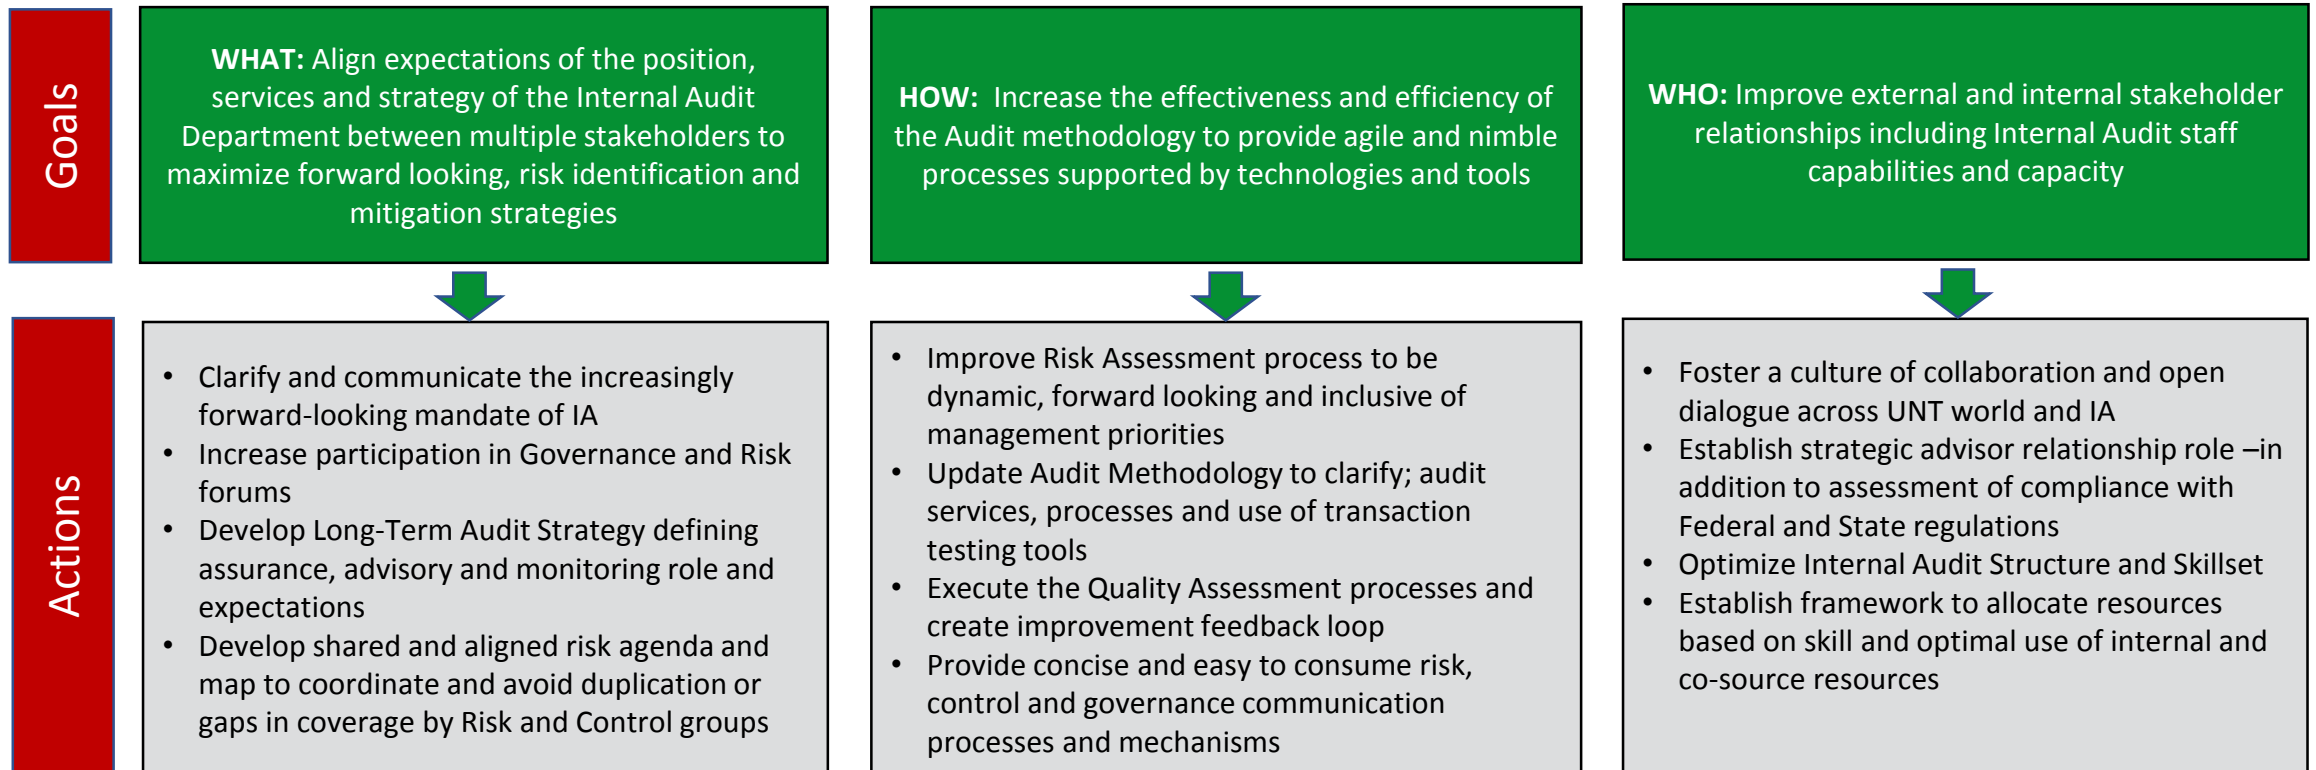 Goals
WHAT: Align expectations of the position,
services and strategy of the Internal Audit
Department between multiple stakeholders to
maximize forward looking, risk identification and
mitigation strategies
HOW: Increase the effectiveness and efficiency of
the Audit methodology to provide agile and nimble
processes supported by technologies and tools
WHO: Improve external and internal stakeholder
relationships including Internal Audit staff
capabilities and capacity
Actions
• Clarify and communicate the increasingly
forward-looking mandate of IA
• Increase participation in Governance and Risk
forums
• Develop Long-Term Audit Strategy defining
assurance, advisory and monitoring role and
expectations
• Develop shared and aligned risk agenda and
map to coordinate and avoid duplication or
gaps in coverage by Risk and Control groups
• Improve Risk Assessment process to be
dynamic, forward looking and inclusive of
management priorities
• Update Audit Methodology to clarify; audit
services, processes and use of transaction
testing tools
• Execute the Quality Assessment processes and
create improvement feedback loop
• Provide concise and easy to consume risk,
control and governance communication
processes and mechanisms
• Foster a culture of collaboration and open
dialogue across UNT world and IA
• Establish strategic advisor relationship role –in
addition to assessment of compliance with
Federal and State regulations
• Optimize Internal Audit Structure and Skillset
• Establish framework to allocate resources
based on skill and optimal use of internal and
co-source resources